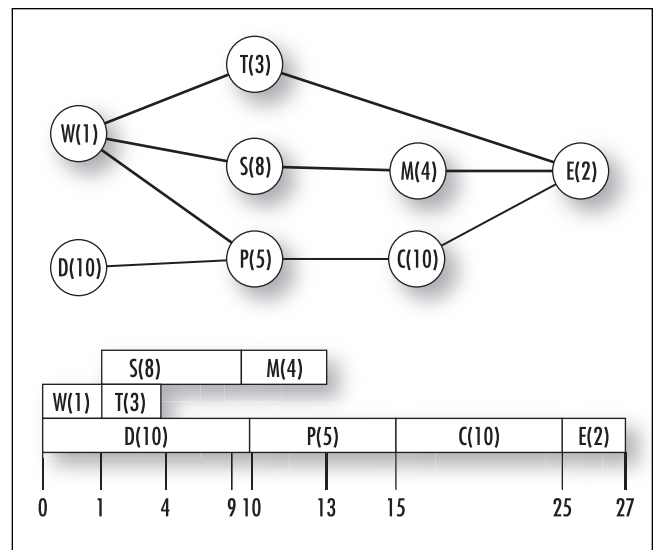 T(3)
W(1)
S(8) M(4) E(2)
D(10) P(5) C(10)
S(8) M(4)
W(1) T(3)
D(10) P(5) C(10) E(2)
0 1 4 9 10 13 15 25 27